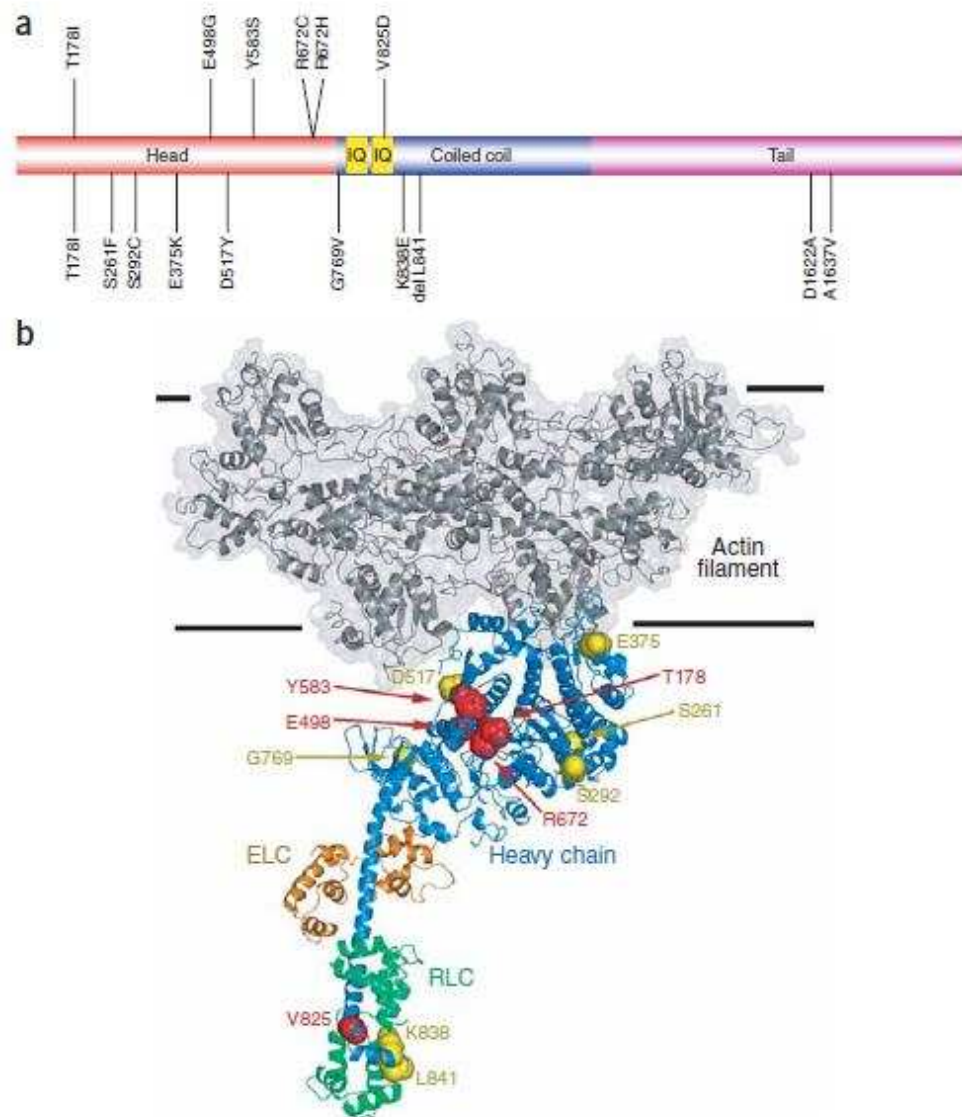 a
T178I
E498G
Y583S
R672C
R672H
V825D
Head
IQ
IQ
Coiled coil
Tail
T178I
S261F
S292C
E375K
D517Y
G769V
K838E
del L841
D1622A
A1637V
b
Actin
filament
E375
D517
Y583
T178
E498
S261
G769
S292
R672
ELC
Heavy chain
RLC
V825
K838
L841